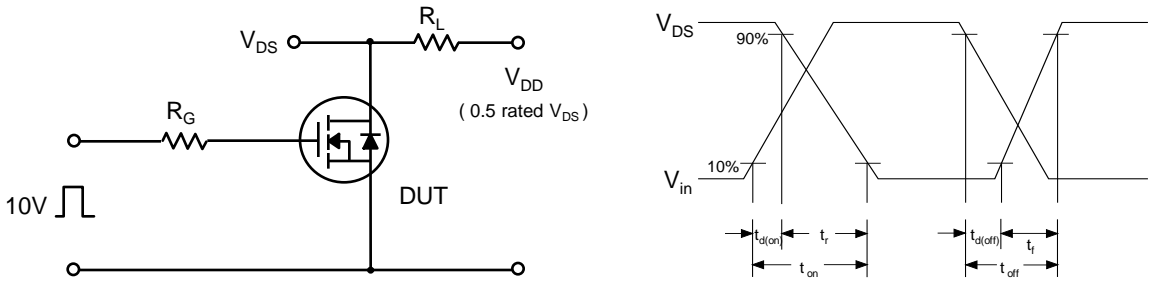 V_DS
R_L
V_DD
( 0.5 rated V_DS)
R_G
10V
DUT
V_DS
90%
10%
V_in
t_d(on)
t_r
t_on
t_d(off)
t_f
t_off